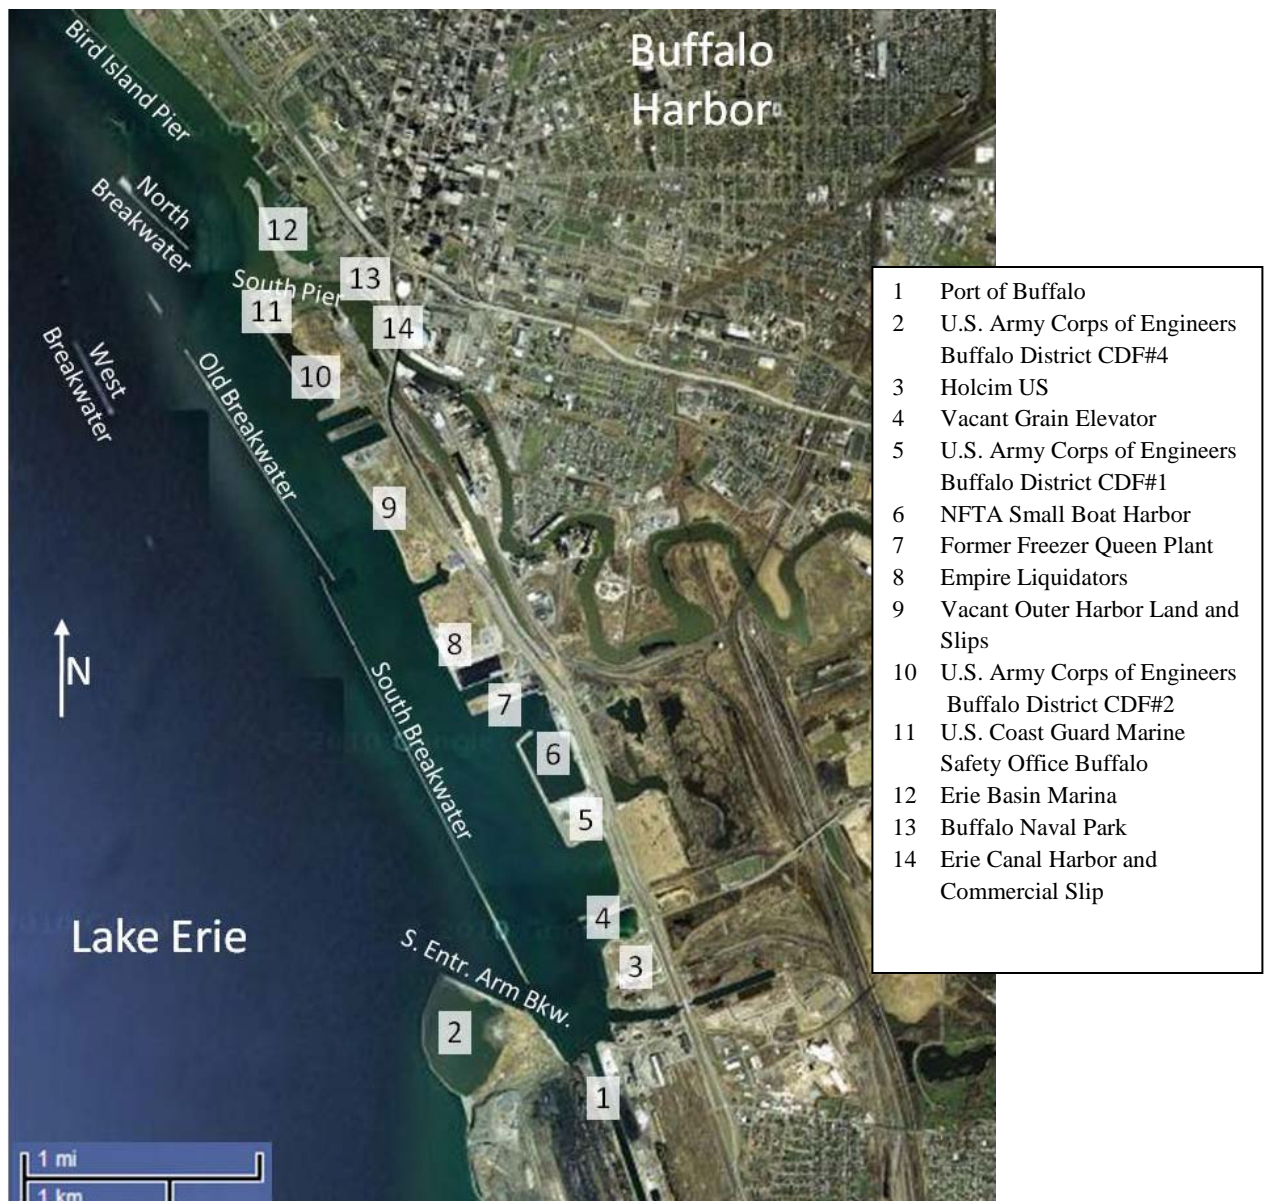 Buffalo
Harbor
Bird Island Pier
North
Breakwater
12
13
South Pier
11
14
West
Breakwater
Old Breakwater
10
9
N
8
South Breakwater
7
6
5
4
Lake Erie
S. Entr. Arm Bkw.
3
2
1
1 mi
1 km
1 Port of Buffalo
2 U.S. Army Corps of Engineers
Buffalo District CDF#4
3 Holcim US
4 Vacant Grain Elevator
5 U.S. Army Corps of Engineers
Buffalo District CDF#1
6 NFTA Small Boat Harbor
7 Former Freezer Queen Plant
8 Empire Liquidators
9 Vacant Outer Harbor Land and
Slips
10 U.S. Army Corps of Engineers
Buffalo District CDF#2
11 U.S. Coast Guard Marine
Safety Office Buffalo
12 Erie Basin Marina
13 Buffalo Naval Park
14 Erie Canal Harbor and
Commercial Slip